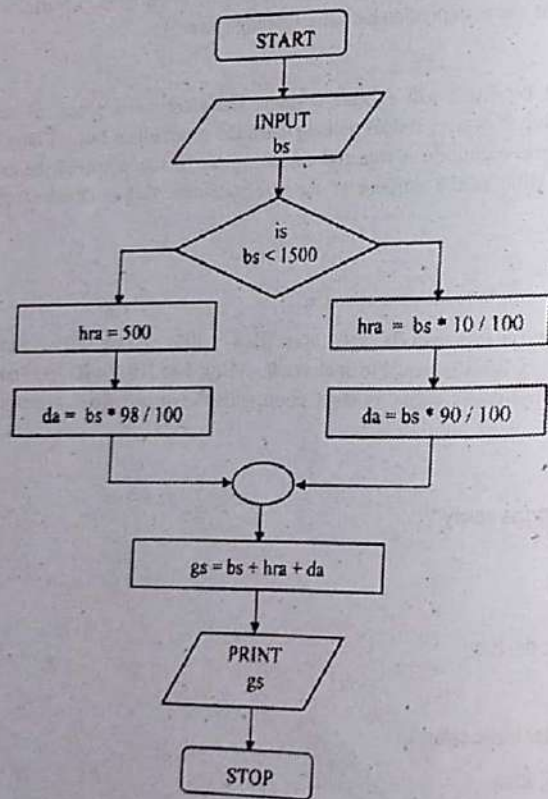 START
INPUT
bs
is
bs < 1500
hra = 500
hra = bs * 10 / 100
da = bs * 98 / 100
da = bs * 90 / 100
gs = bs + hra + da
PRINT
gs
STOP